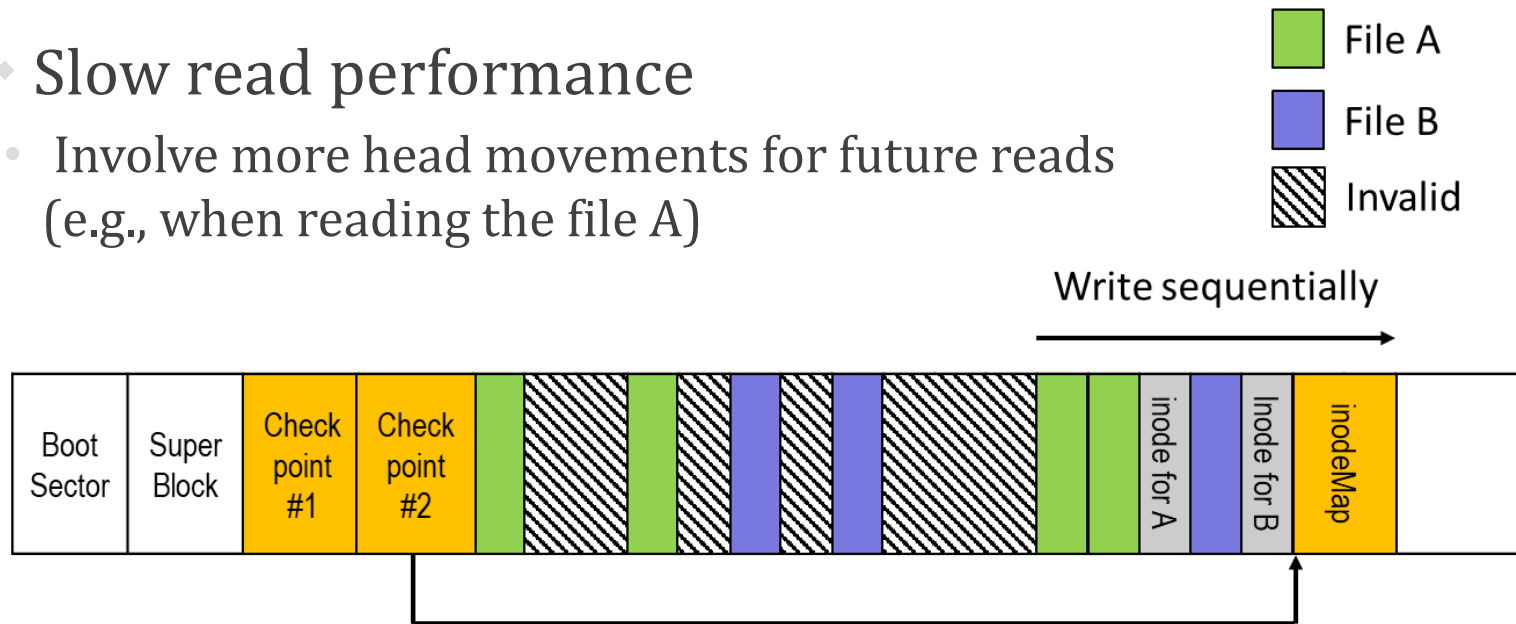 Slow read performance
Involve more head movements for future reads
(e.g., when reading the file A)
File A
File B
Invalid
Write sequentially
Boot
Sector
Super
Block
Check
point
#1
Check
point
#2
inode for A
Inode for B
inodeMap